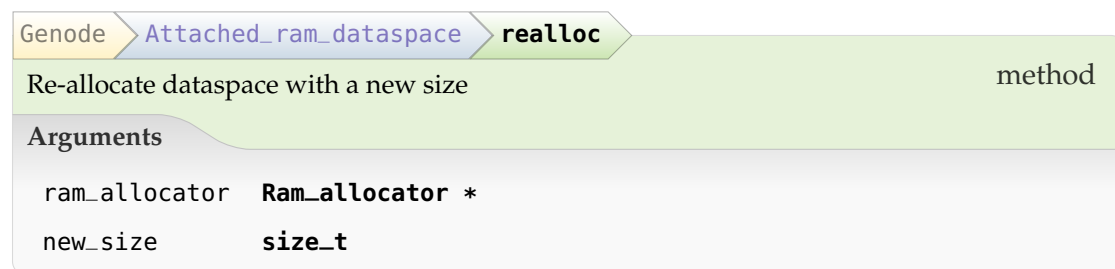 Genode Attached_ram_dataspace realloc
Re-allocate dataspace with a new size method
Arguments
ram_allocator Ram_allocator *
new_size size_t